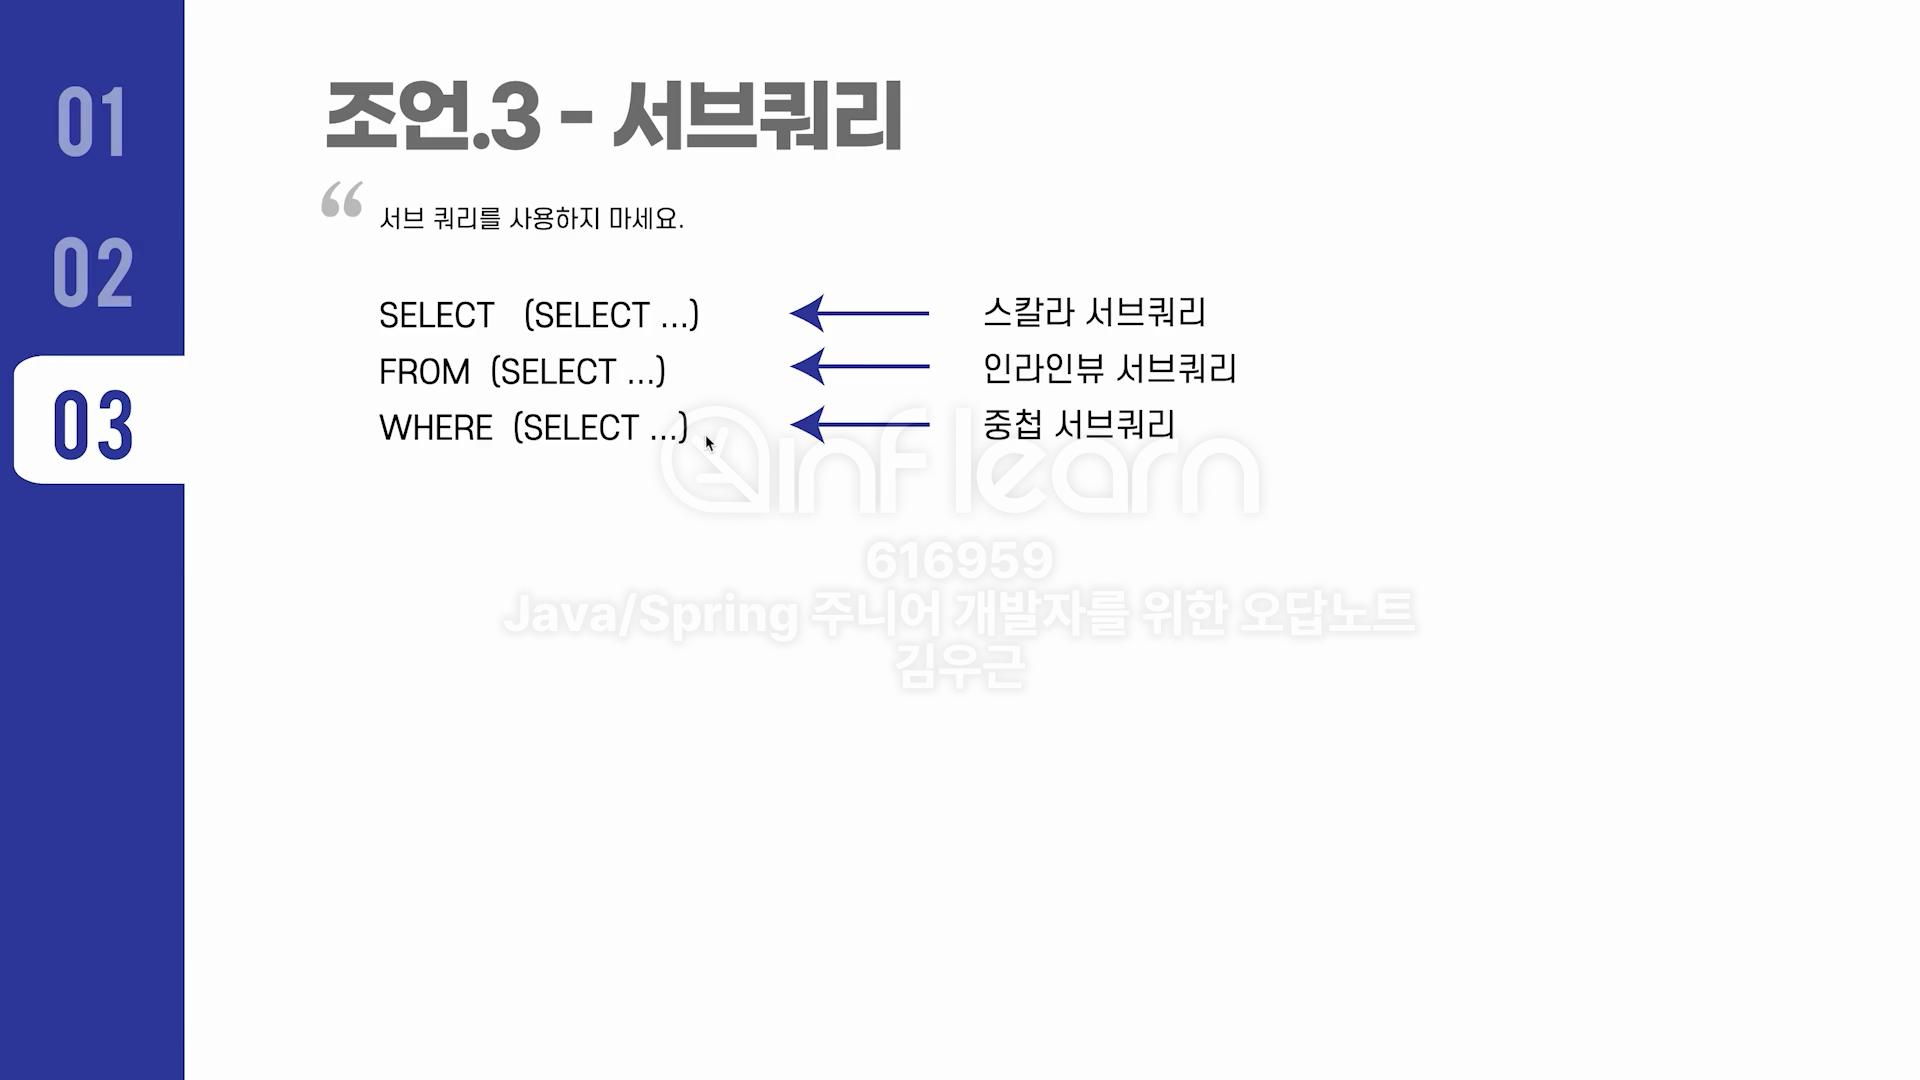 01
02
03
조언.3 - 서브쿼리
“ 서브 쿼리를 사용하지 마세요.
SELECT (SELECT ...) 스칼라 서브쿼리
FROM (SELECT ...) 인라인뷰 서브쿼리
WHERE (SELECT ...) 중첩 서브쿼리
inflearn
616959
Java/Spring 주니어 개발자를 위한 오답노트
김우근